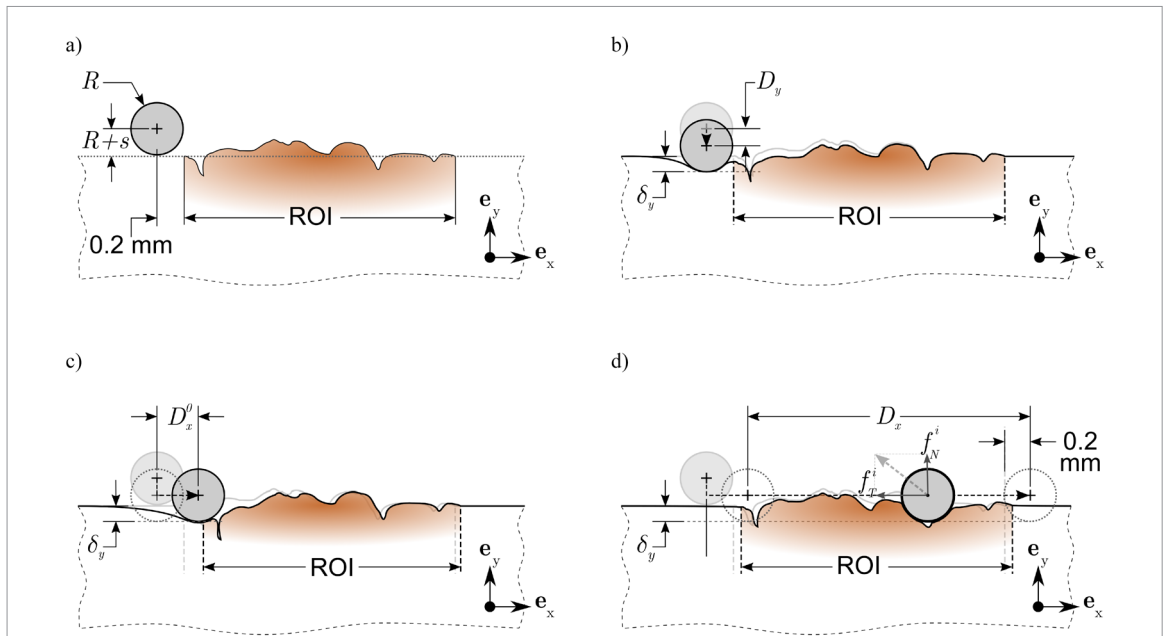 a)
R
R+s
0.2 mm
ROI
e_y
e_x
b)
D_y
δ_y
ROI
e_y
e_x
c)
D_x^0
δ_y
ROI
e_y
e_x
d)
D_x
f_N^i
f_T^i
0.2
mm
δ_y
ROI
e_y
e_x